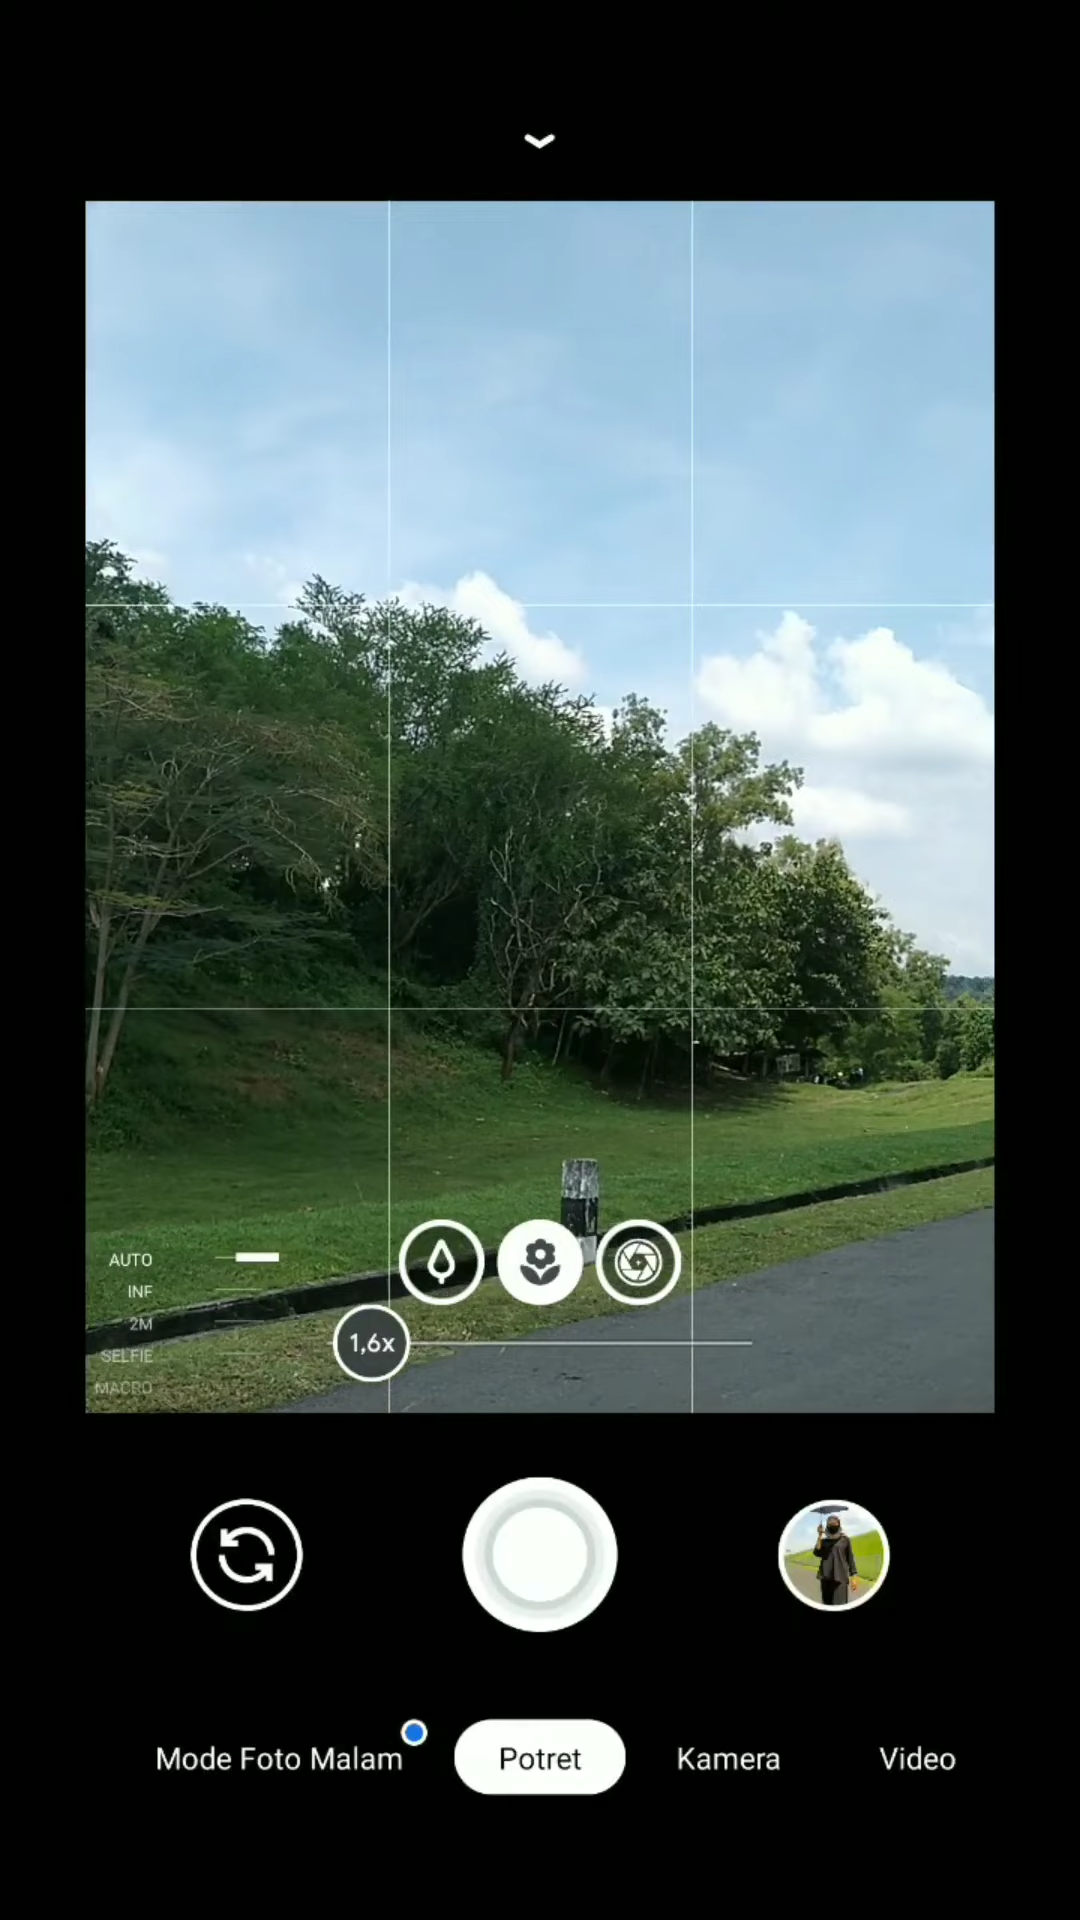 AUTO
INF
2M
SELFIE
MACRO
1,6x
Mode Foto Malam
Potret
Kamera
Video